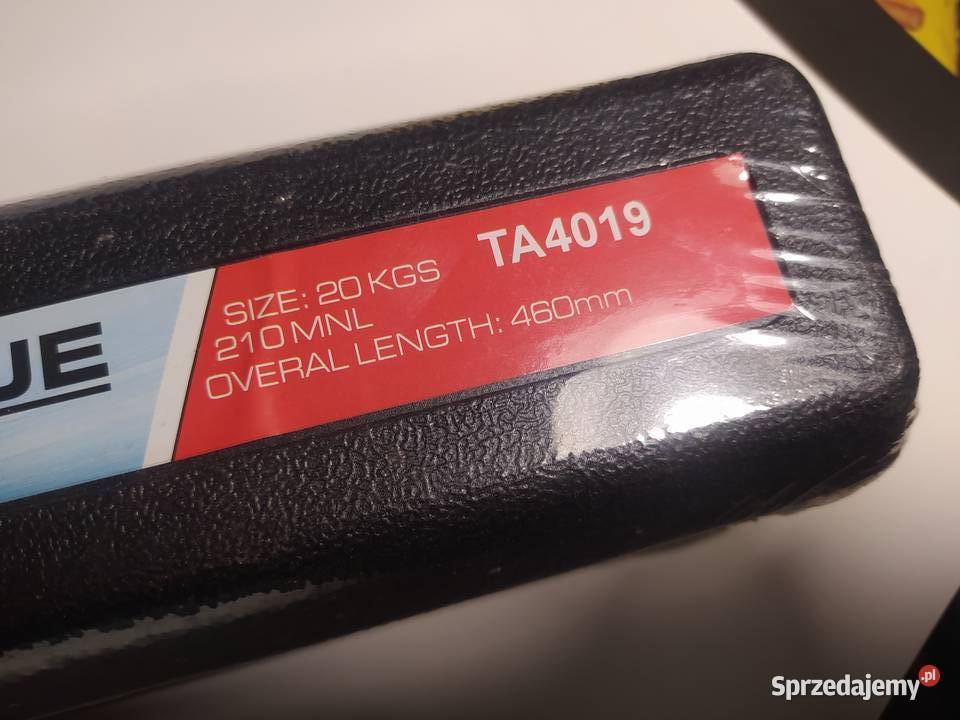 UE
TA4019
SIZE: 20 KGS
210 MNL
OVERAL LENGTH: 460mm
Sprzedajemy.pl